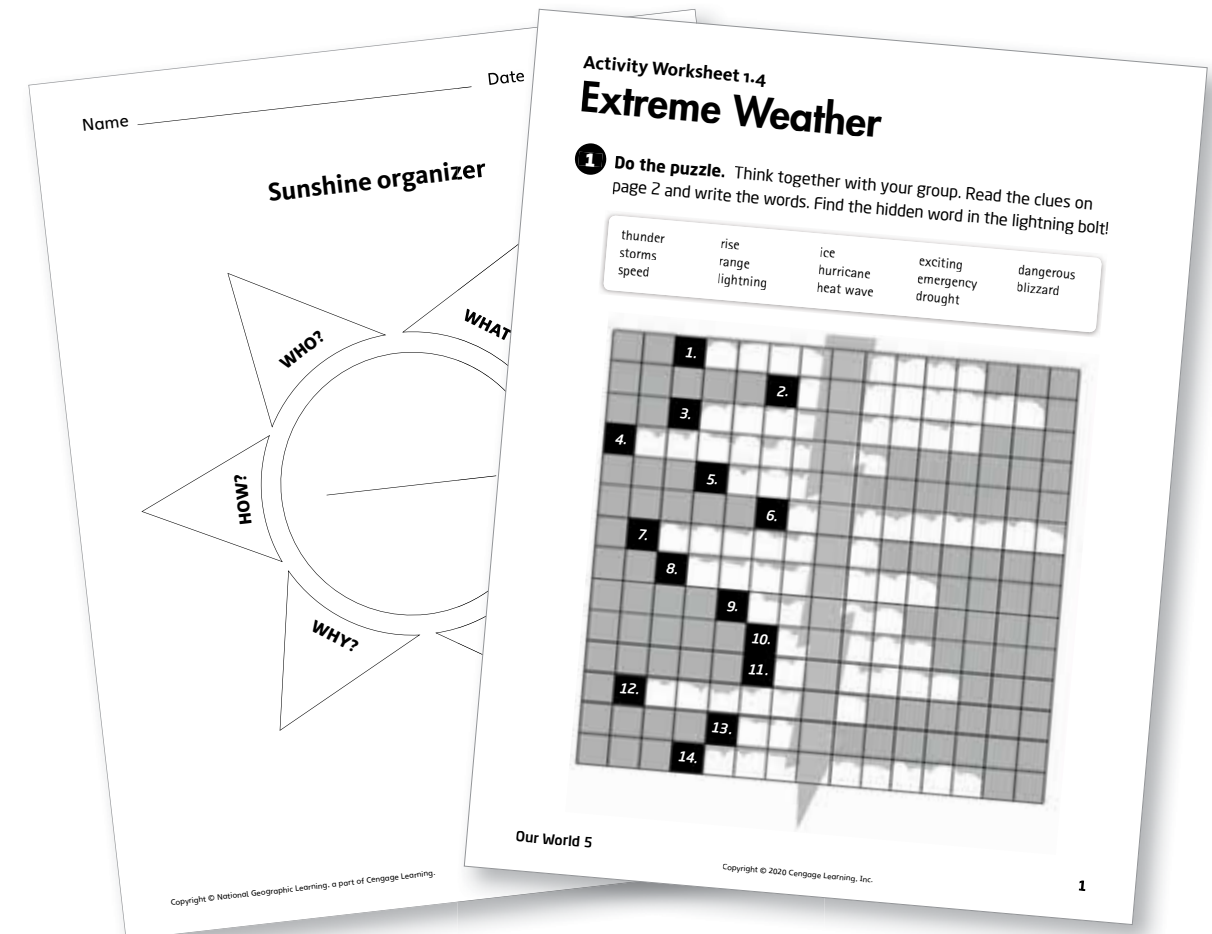 Name
Date
Sunshine organizer
WHO?
WHAT
HOW?
WHY?
Copyright © National Geographic Learning, a part of Cengage Learning.
Activity Worksheet 1.4
Extreme Weather
1 Do the puzzle. Think together with your group. Read the clues on
page 2 and write the words. Find the hidden word in the lightning bolt!
thunder rise ice exciting dangerous
storms range hurricane emergency blizzard
speed lightning heat wave drought
1.
2.
3.
4.
5.
6.
7.
8.
9.
10.
11.
12.
13.
14.
Our World 5
Copyright © 2020 Cengage Learning, Inc.
1